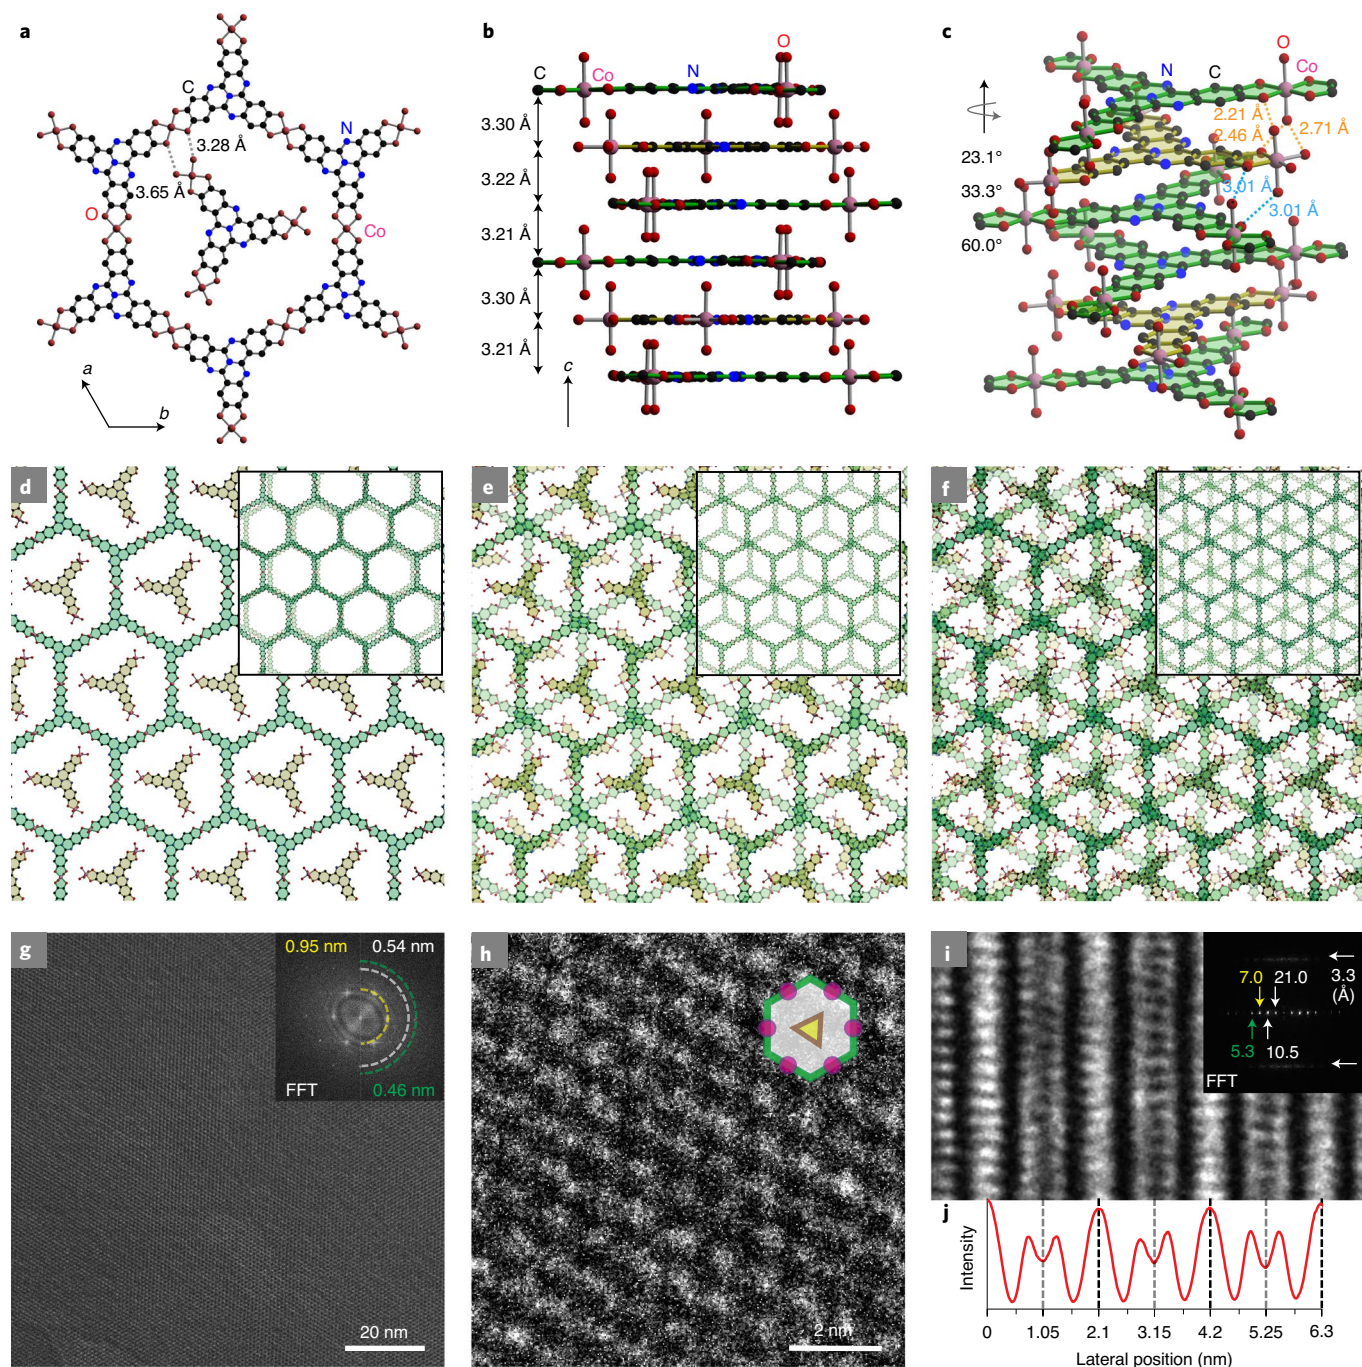 a
C
N
3.28 Å
3.65 Å
O
Co
a
b
b
O
C
Co
N
3.30 Å
3.22 Å
3.21 Å
3.30 Å
3.21 Å
c
c
O
N
C
Co
2.21 Å
2.46 Å
2.71 Å
23.1°
33.3°
3.01 Å
3.01 Å
60.0°
d
e
f
g
0.95 nm
0.54 nm
FFT
0.46 nm
20 nm
h
2 nm
i
7.0
21.0
3.3
(Å)
5.3
10.5
FFT
j
Intensity
0
1.05
2.1
3.15
4.2
5.25
6.3
Lateral position (nm)